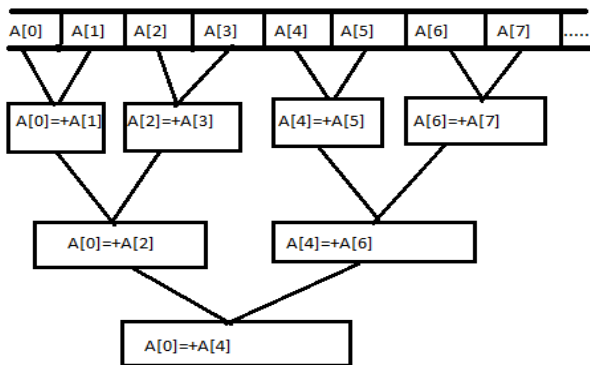 A[0] A[1] A[2] A[3] A[4] A[5] A[6] A[7] .....
A[0]=+A[1] A[2]=+A[3] A[4]=+A[5] A[6]=+A[7]
A[0]=+A[2] A[4]=+A[6]
A[0]=+A[4]